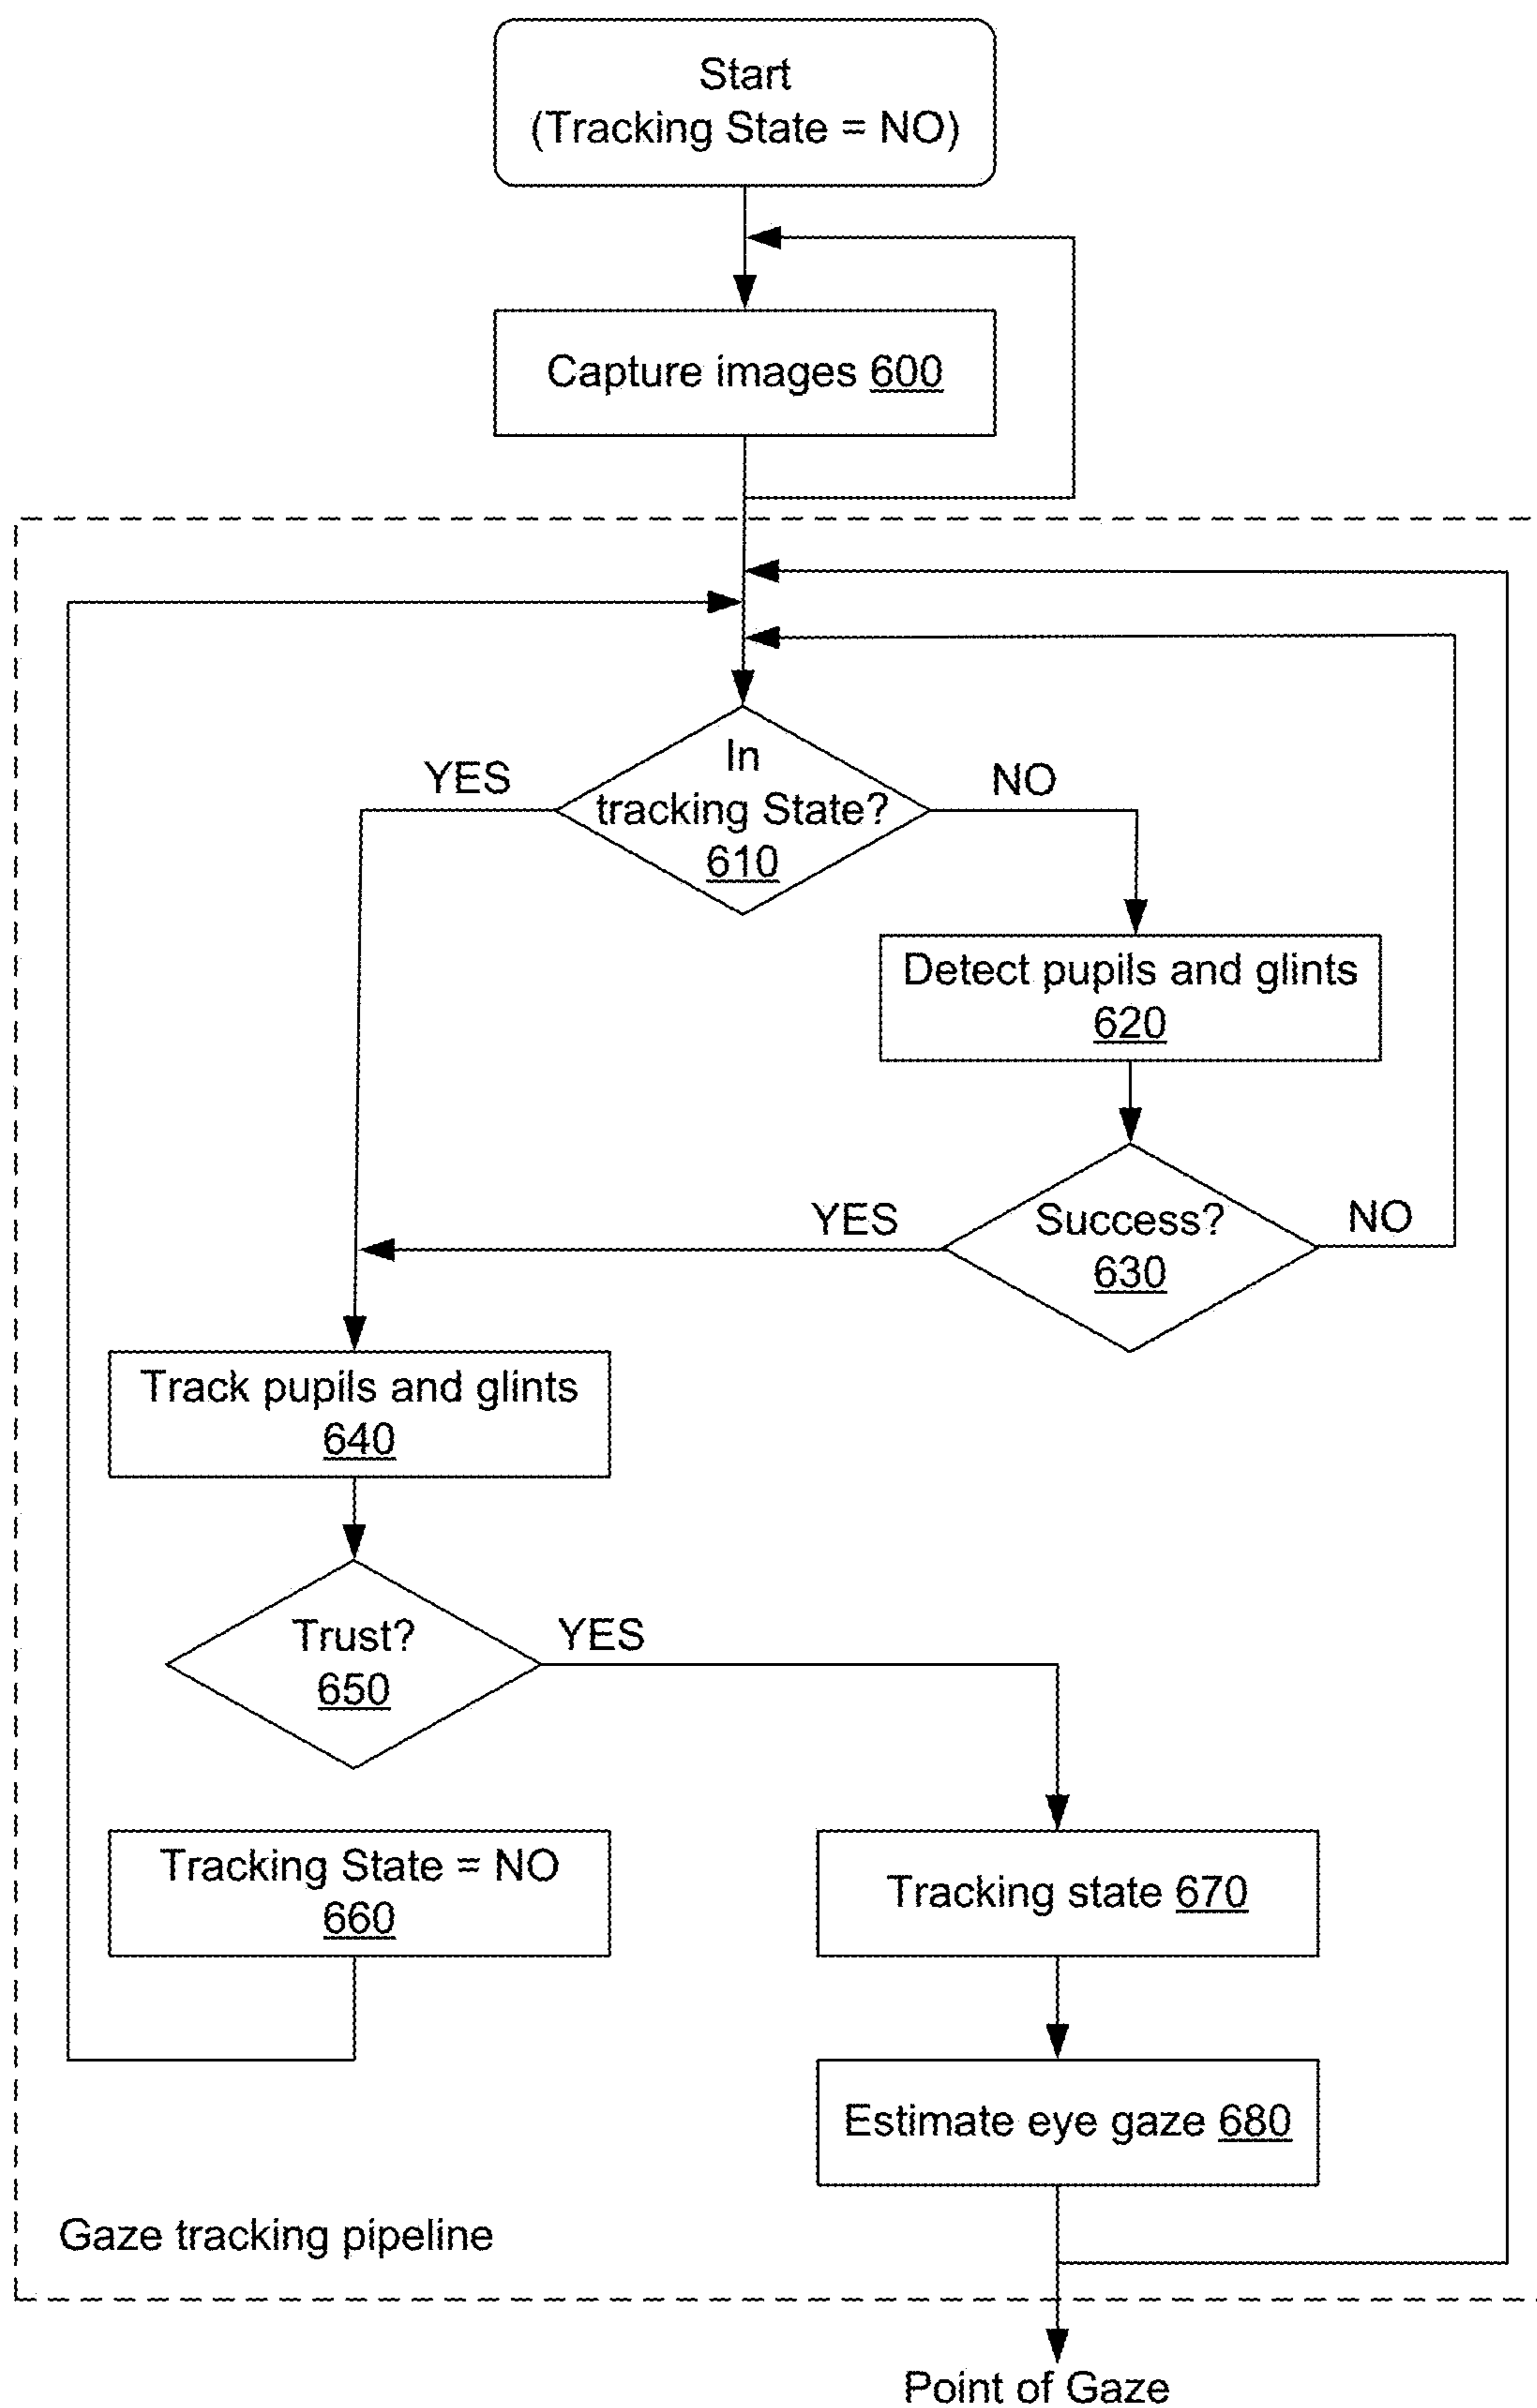 Start
(Tracking State = NO)
Capture images 600
In
tracking State?
610
YES
NO
Detect pupils and glints
620
Success?
630
YES
NO
Track pupils and glints
640
Trust?
650
YES
Tracking State = NO
660
Tracking state 670
Estimate eye gaze 680
Gaze tracking pipeline
Point of Gaze